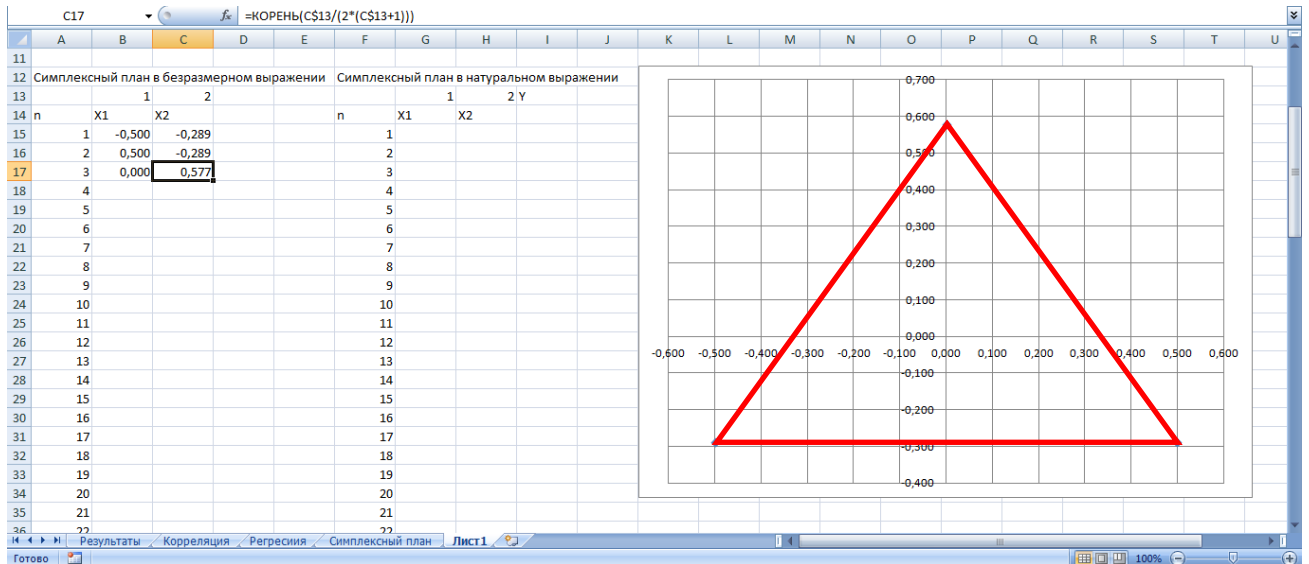 C17 fx =КОРЕНЬ(C$13/(2*(C$13+1)))
A B C D E F G H I J K L M N O P Q R S T U
11
12 Симплексный план в безразмерном выражении Симплексный план в натуральном выражении
13 1 2 1 2 Y
14 n X1 X2 n X1 X2
15 1 -0,500 -0,289 1
16 2 0,500 -0,289 2
17 3 0,000 0,577 3
18 4 4
19 5 5
20 6 6
21 7 7
22 8 8
23 9 9
24 10 10
25 11 11
26 12 12
27 13 13
28 14 14
29 15 15
30 16 16
31 17 17
32 18 18
33 19 19
34 20 20
35 21 21
36 22 22
0,700
0,600
0,500
0,400
0,300
0,200
0,100
0,000
-0,600 -0,500 -0,400 -0,300 -0,200 -0,100 0,000 0,100 0,200 0,300 0,400 0,500 0,600
-0,100
-0,200
-0,300
-0,400
Результаты Корреляция Регресиия Симплексный план Лист1
Готово 100%